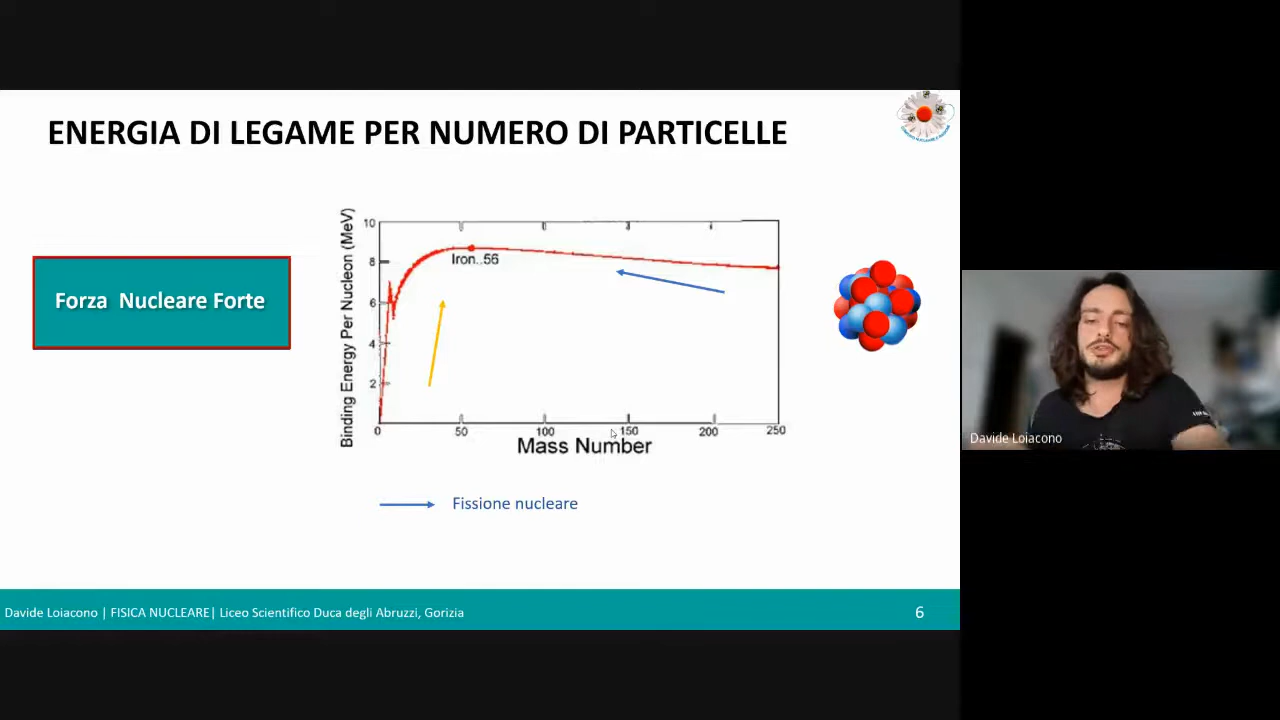 ENERGIA DI LEGAME PER NUMERO DI PARTICELLE
Forza Nucleare Forte
Binding Energy Per Nucleon (MeV)
10
8
6
4
2
Iron..56
0
50
100
150
200
250
Mass Number
Fissione nucleare
Davide Loiacono
Davide Loiacono | FISICA NUCLEARE| Liceo Scientifico Duca degli Abruzzi, Gorizia
6